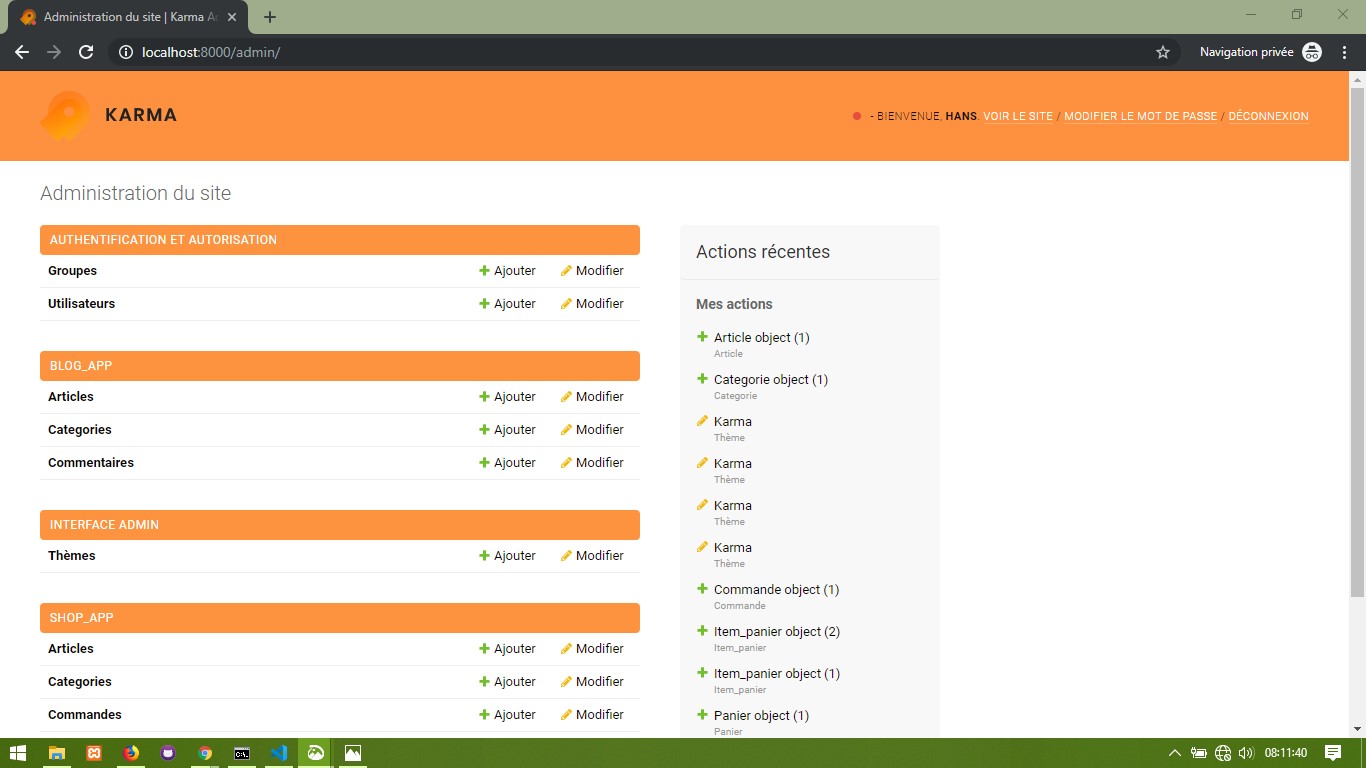 Administration du site | Karma Ad
localhost:8000/admin/
Navigation privée
KARMA
- BIENVENUE, HANS. VOIR LE SITE / MODIFIER LE MOT DE PASSE / DÉCONNEXION
Administration du site
AUTHENTIFICATION ET AUTORISATION
Groupes Ajouter Modifier
Utilisateurs Ajouter Modifier
BLOG_APP
Articles Ajouter Modifier
Categories Ajouter Modifier
Commentaires Ajouter Modifier
INTERFACE ADMIN
Thèmes Ajouter Modifier
SHOP_APP
Articles Ajouter Modifier
Categories Ajouter Modifier
Commandes Ajouter Modifier
Actions récentes
Mes actions
Article object (1)
Article
Categorie object (1)
Categorie
Karma
Thème
Karma
Thème
Karma
Thème
Karma
Thème
Commande object (1)
Commande
Item_panier object (2)
Item_panier
Item_panier object (1)
Item_panier
Panier object (1)
Panier
08:11:40